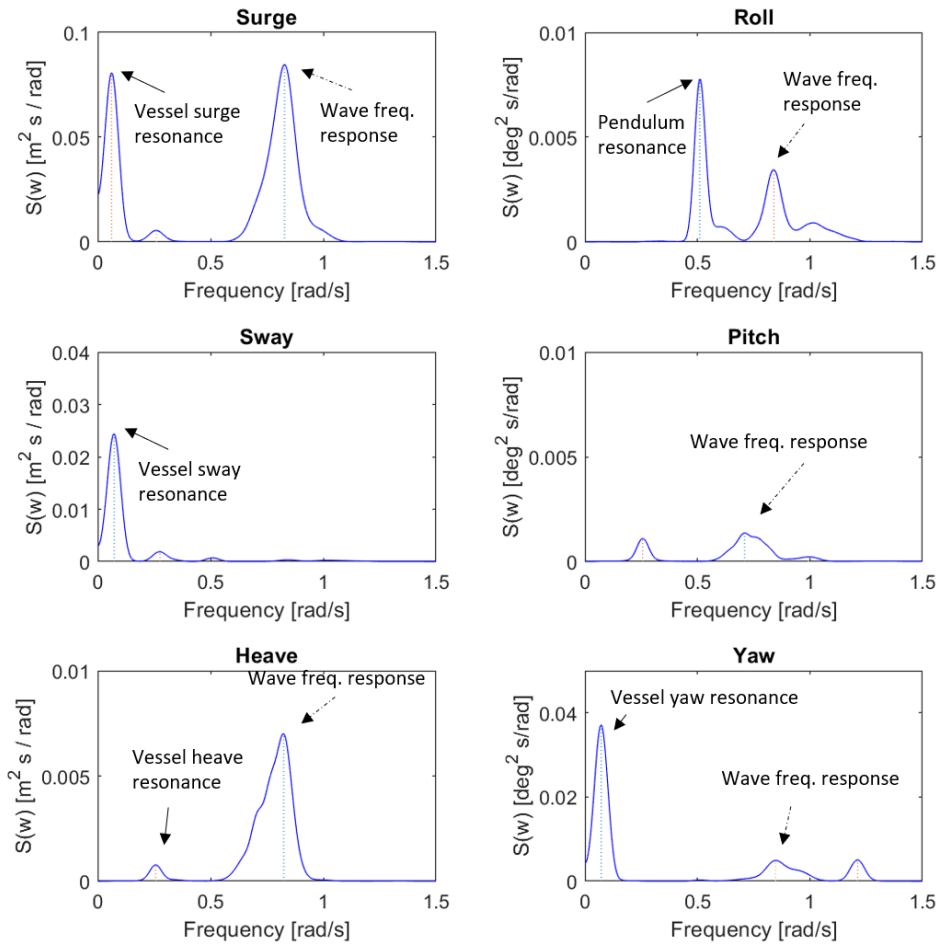 Surge
S(w) [m² s / rad]
0.1
0.05
0
Vessel surge
resonance
Wave freq.
response
0
0.5
1
1.5
Frequency [rad/s]
Roll
S(w) [deg² s/rad]
0.01
0.005
0
Pendulum
resonance
Wave freq.
response
0
0.5
1
1.5
Frequency [rad/s]
Sway
S(w) [m² s / rad]
0.04
0.03
0.02
0.01
0
Vessel sway
resonance
0
0.5
1
1.5
Frequency [rad/s]
Pitch
S(w) [deg² s/rad]
0.01
0.005
0
Wave freq. response
0
0.5
1
1.5
Frequency [rad/s]
Heave
S(w) [m² s / rad]
0.01
0.005
0
Wave freq. response
Vessel heave
resonance
0
0.5
1
1.5
Frequency [rad/s]
Yaw
S(w) [deg² s/rad]
0.04
0.02
0
Vessel yaw resonance
Wave freq. response
0
0.5
1
1.5
Frequency [rad/s]